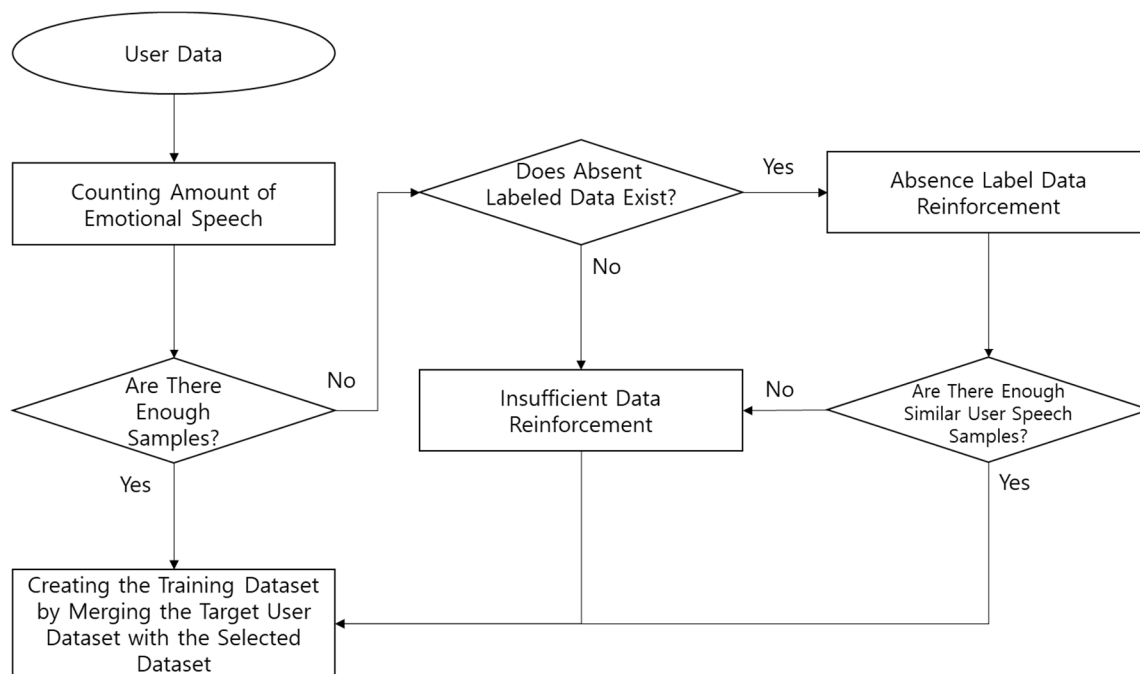 User Data
Counting Amount of
Emotional Speech
Are There
Enough
Samples?
No
Yes
Creating the Training Dataset
by Merging the Target User
Dataset with the Selected
Dataset
Does Absent
Labeled Data Exist?
Yes
No
Insufficient Data
Reinforcement
Absence Label Data
Reinforcement
Are There Enough
Similar User Speech
Samples?
No
Yes